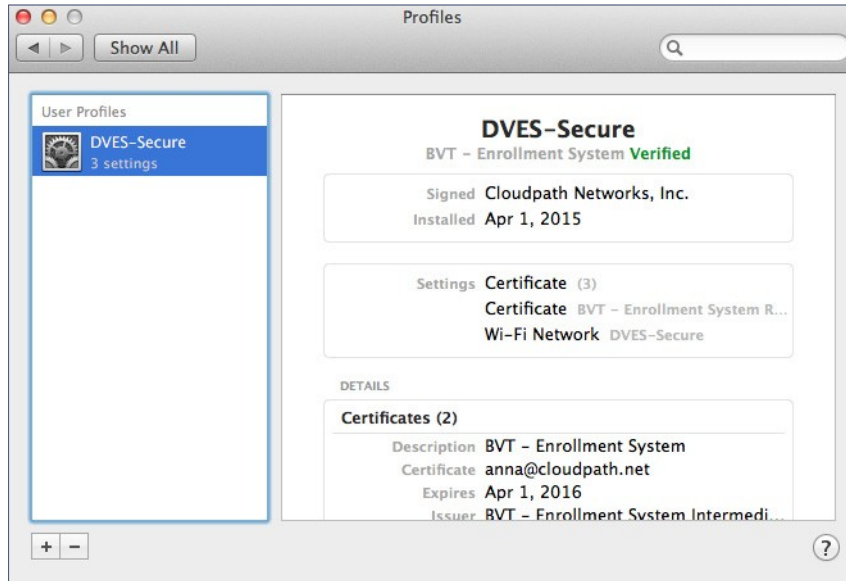 Profiles
Show All
User Profiles
DVES-Secure
3 settings
DVES-Secure
BVT - Enrollment System Verified
Signed Cloudpath Networks, Inc.
Installed Apr 1, 2015
Settings Certificate (3)
Certificate BVT - Enrollment System R...
Wi-Fi Network DVES-Secure
DETAILS
Certificates (2)
Description BVT - Enrollment System
Certificate anna@cloudpath.net
Expires Apr 1, 2016
Issuer BVT - Enrollment System Intermedi...
+ -
?